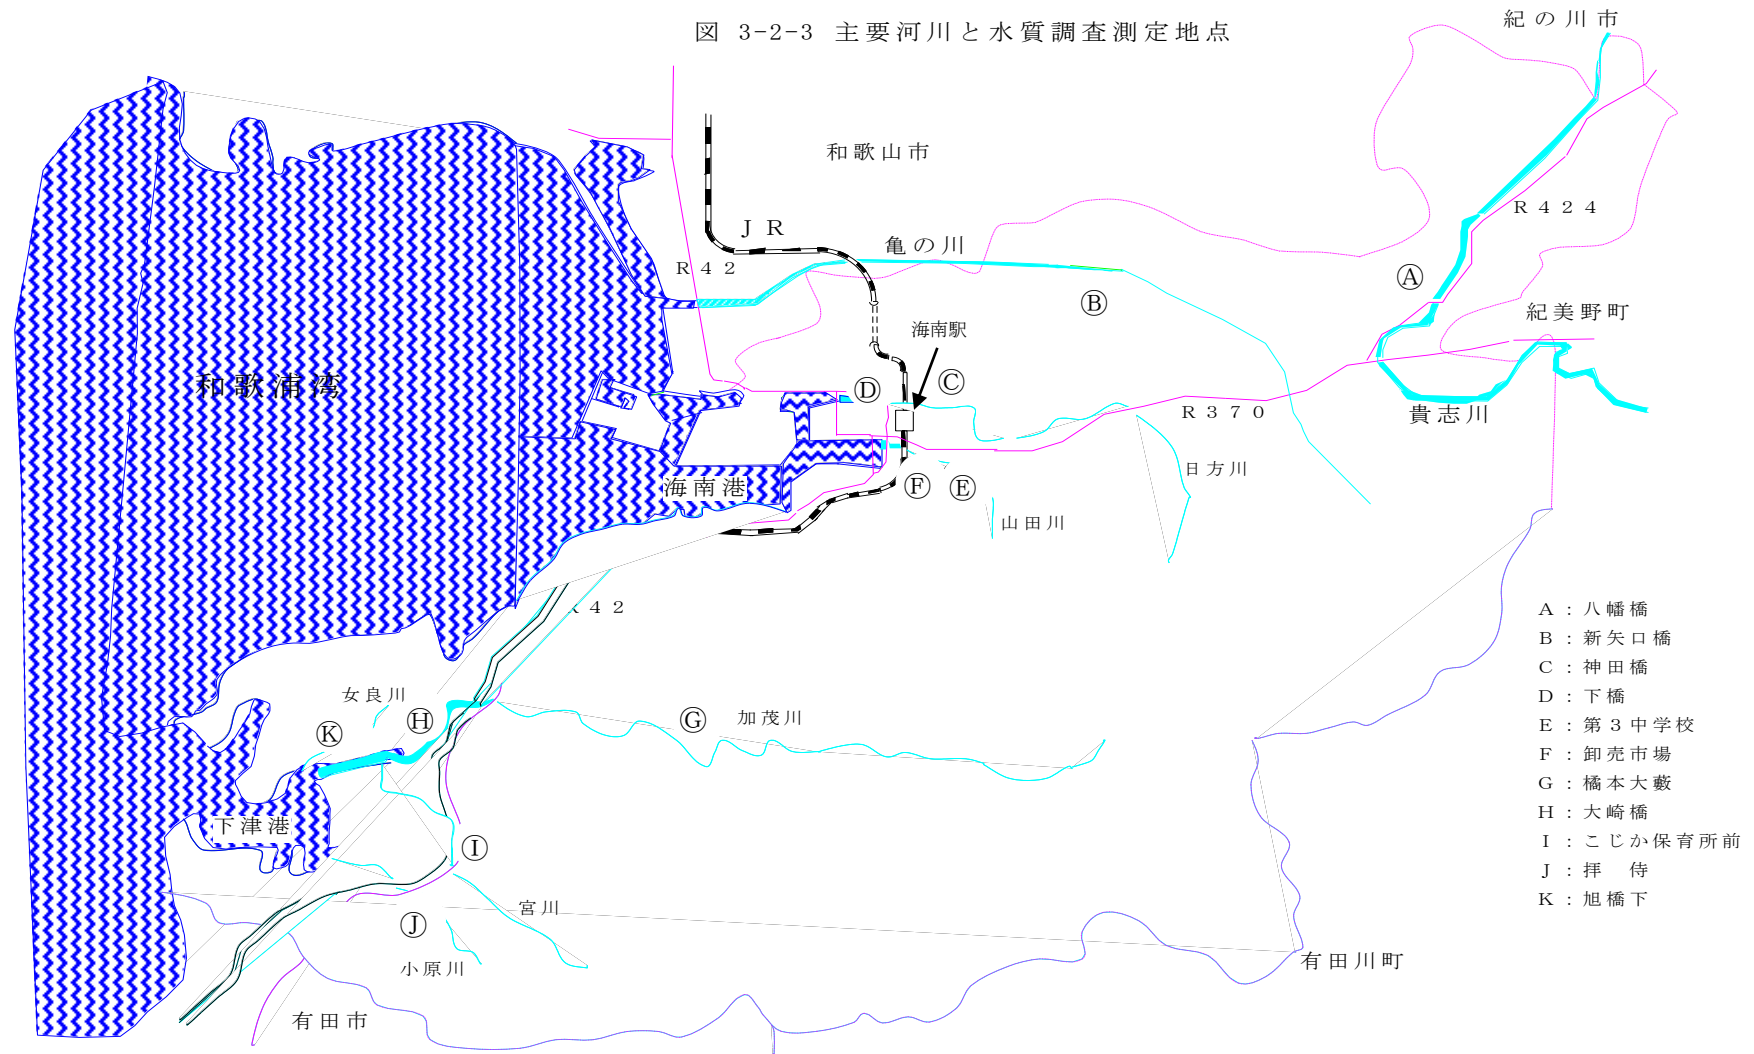 図 3-2-3 主要河川と水質調査測定地点
紀の川市
和歌山市
R424
JR
亀の川
R42
Ⓐ
Ⓑ
紀美野町
海南駅
和歌浦湾
Ⓓ
Ⓒ
R370
貴志川
日方川
海南港
Ⓕ
Ⓔ
山田川
R42
A:八幡橋
B:新矢口橋
C:神田橋
D:下橋
E:第3中学校
F:卸売市場
G:橘本大藪
H:大崎橋
I:こじか保育所前
J:拝 侍
K:旭橋下
女良川
Ⓗ
Ⓖ
加茂川
Ⓚ
下津港
Ⓘ
宮川
Ⓙ
小原川
有田川町
有田市